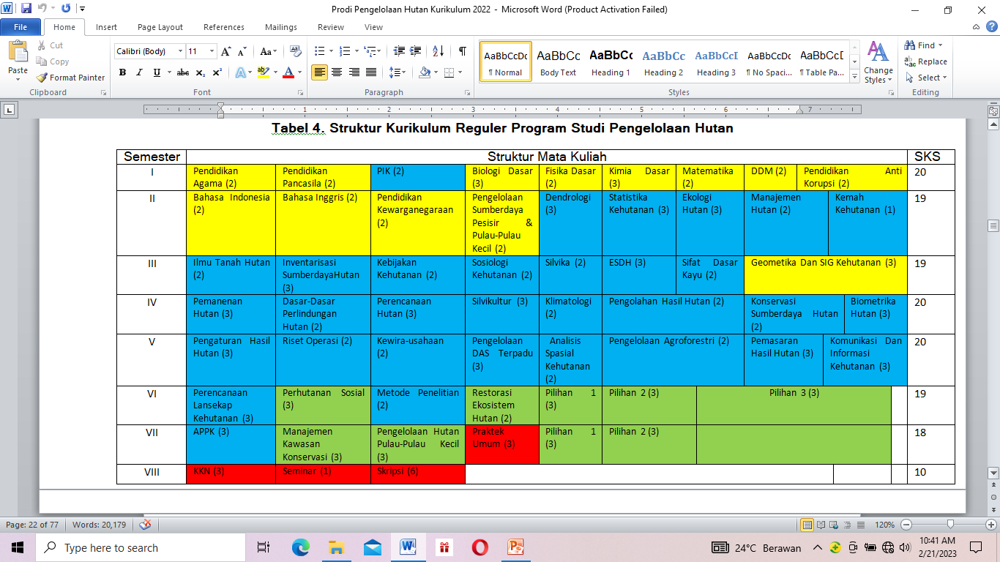 Prodi Pengelolaan Hutan Kurikulum 2022 - Microsoft Word (Product Activation Failed)
File Home Insert Page Layout References Mailings Review View
Paste
Cut
Copy
Format Painter
Clipboard
Calibri (Body) 11
Font
Paragraph
AaBbCcDc AaBbCc AaBbCc AaBbCc AaBbCcI AaBbCcDc AaBbCcI
¶ Normal Body Text Heading 1 Heading 2 Heading 3 ¶ No Spaci... ¶ Table Pa...
Styles
Change Styles
Find
Replace
Select
Editing
1 2 3 4 5 6 7
Tabel 4. Struktur Kurikulum Reguler Program Studi Pengelolaan Hutan
Semester Struktur Mata Kuliah SKS
I
Pendidikan
Agama (2)
Pendidikan
Pancasila (2)
PIK (2)
Biologi Dasar
(3)
Fisika Dasar
(2)
Kimia Dasar
(3)
Matematika
(2)
DDM (2)
Pendidikan Anti
Korupsi (2)
20
II
Bahasa Indonesia
(2)
Bahasa Inggris (2)
Pendidikan
Kewarganegaraan
(2)
Pengelolaan
Sumberdaya
Pesisir &
Pulau-Pulau
Kecil (2)
Dendrologi
(3)
Statistika
Kehutanan (3)
Ekologi
Hutan (3)
Manajemen
Hutan (2)
Kemah
Kehutanan (1)
19
III
Ilmu Tanah Hutan
(2)
Inventarisasi
SumberdayaHutan
(3)
Kebijakan
Kehutanan (2)
Sosiologi
Kehutanan (2)
Silvika (2)
ESDH (3)
Sifat Dasar
Kayu (2)
Geometika Dan SIG Kehutanan (3)
19
IV
Pemanenan
Hutan (3)
Dasar-Dasar
Perlindungan
Hutan (2)
Perencanaan
Hutan (3)
Silvikultur (3)
Klimatologi
(2)
Pengolahan Hasil Hutan (2)
Konservasi
Sumberdaya Hutan
(2)
Biometrika
Hutan (3)
20
V
Pengaturan Hasil
Hutan (3)
Riset Operasi (2)
Kewira-usahaan
(2)
Pengelolaan
DAS Terpadu
(3)
Analisis
Spasial
Kehutanan
(2)
Pengelolaan Agroforestri (2)
Pemasaran
Hasil Hutan (3)
Komunikasi Dan
Informasi
Kehutanan (3)
20
VI
Perencanaan
Lansekap
Kehutanan (3)
Perhutanan Sosial
(3)
Metode Penelitian
(2)
Restorasi
Ekosistem
Hutan (2)
Pilihan 1
(3)
Pilihan 2 (3)
Pilihan 3 (3)
19
VII
APPK (3)
Manajemen
Kawasan
Konservasi (3)
Pengelolaan Hutan
Pulau-Pulau Kecil
(3)
Praktek
Umum (3)
Pilihan 1
(3)
Pilihan 2 (3)
18
VIII
KKN (3)
Seminar (1)
Skripsi (6)
10
Page: 22 of 77 Words: 20,179 120%
Type here to search
24°C Berawan
10:41 AM
2/21/2023